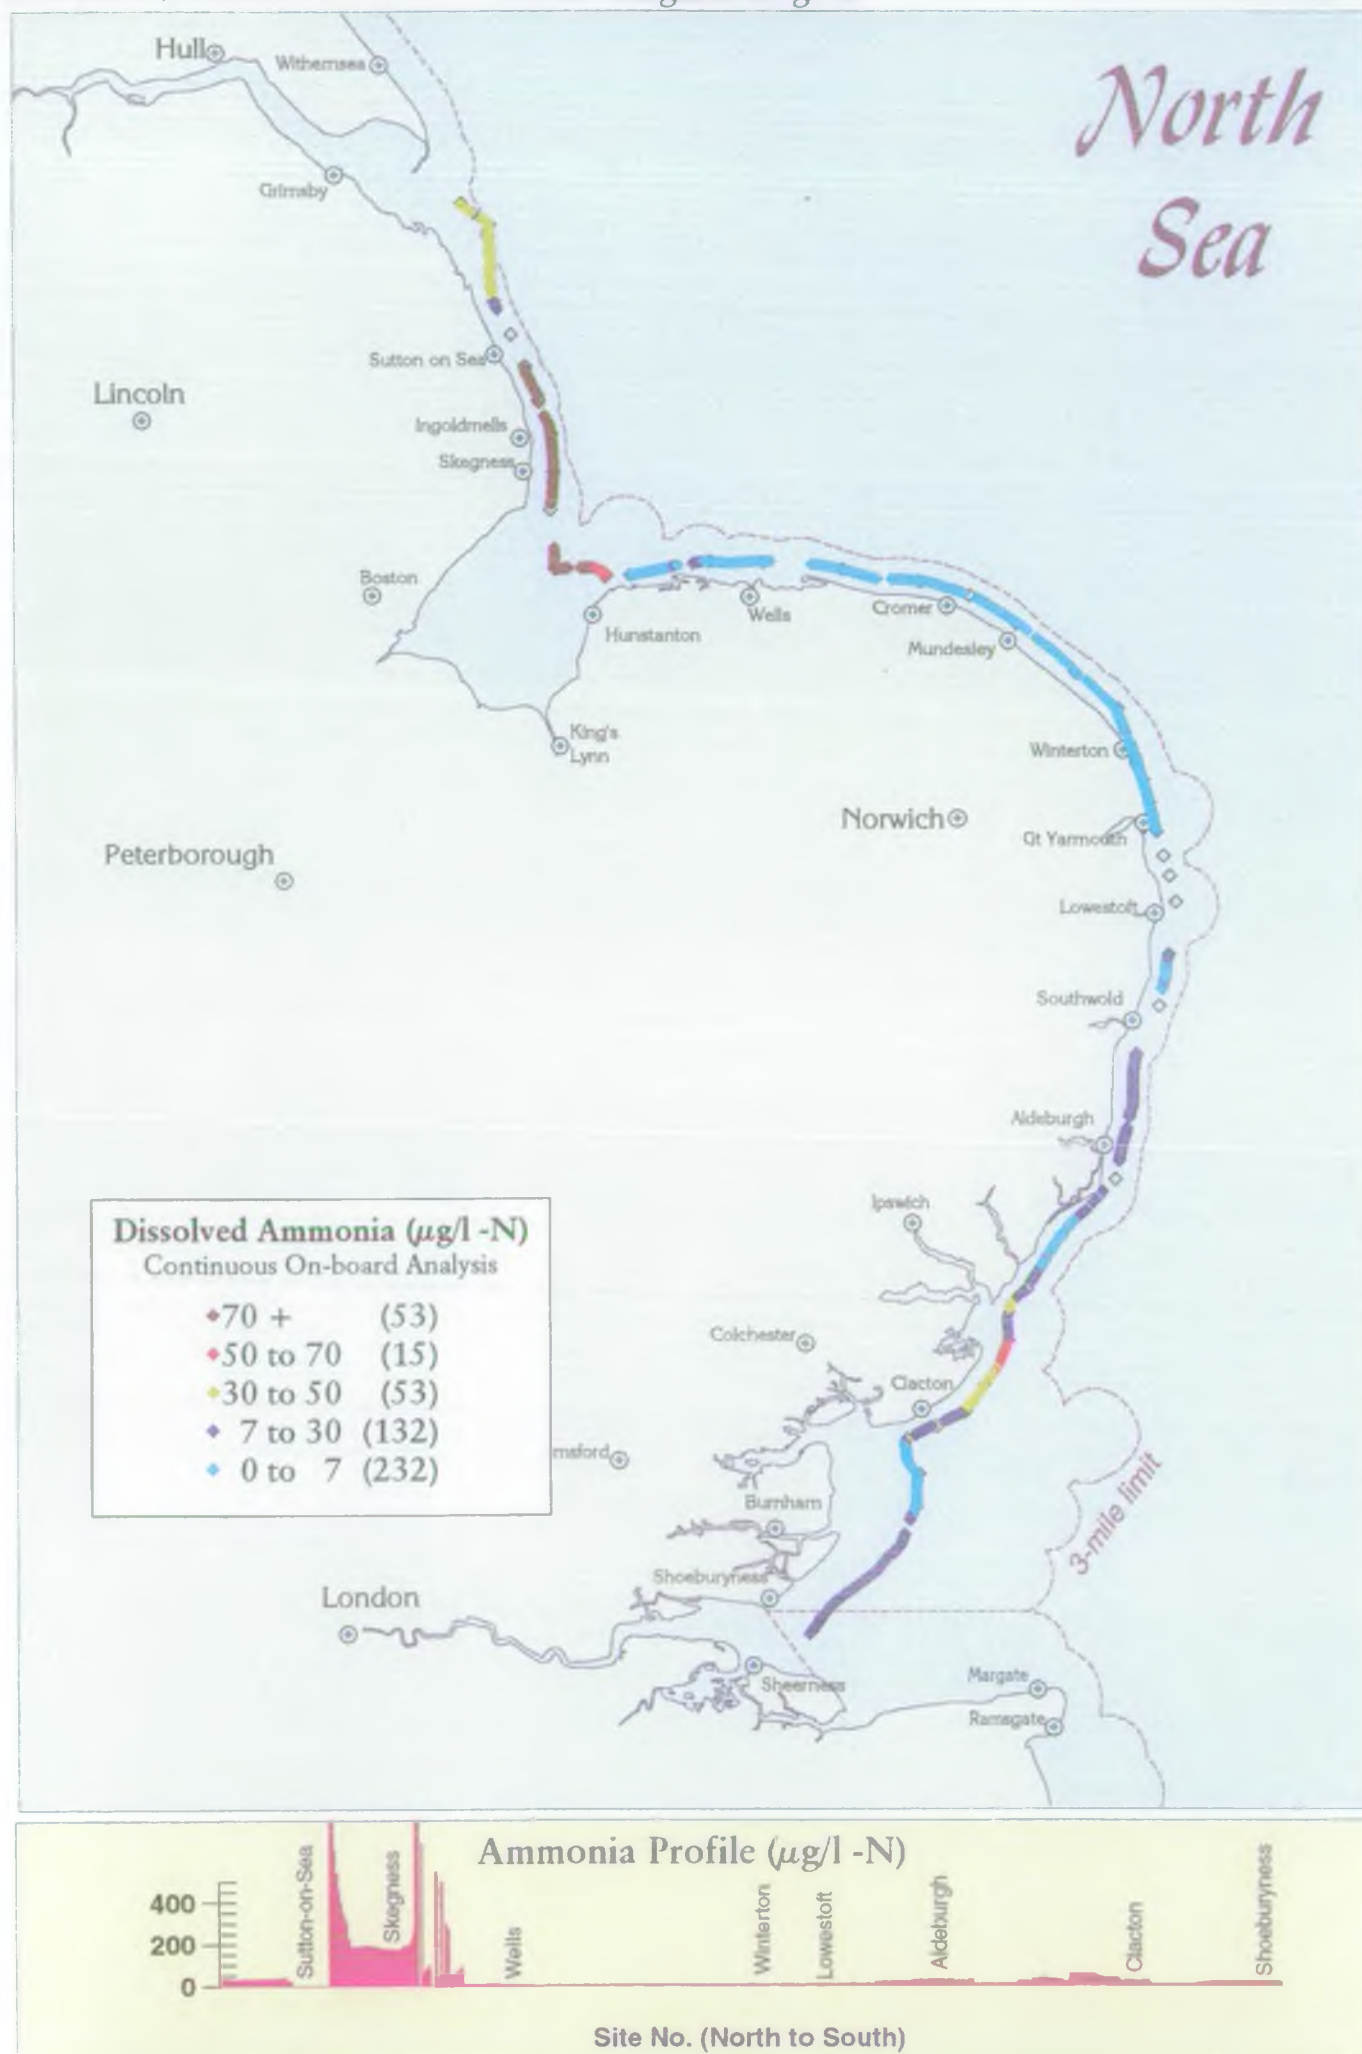 Hull
Withernsea
North
Sea
Grimsby
Sutton on Sea
Lincoln
Ingoldmells
Skegness
Boston
Wells
Cromer
Hunstanton
Mundesley
King's
Lynn
Winterton
Norwich
Gt Yarmouth
Peterborough
Lowestoft
Southwold
Aldeburgh
Ipswich
Dissolved Ammonia (μg/l -N)
Continuous On-board Analysis
70 + (53)
50 to 70 (15)
30 to 50 (53)
7 to 30 (132)
0 to 7 (232)
Colchester
Clacton
msford
Burnham
3-mile limit
Shoeburyness
London
Sheerness
Margate
Ramsgate
Ammonia Profile (μg/l -N)
400
200
0
Sutton-on-Sea
Skegness
Wells
Winterton
Lowestoft
Aldeburgh
Clacton
Shoeburyness
Site No. (North to South)